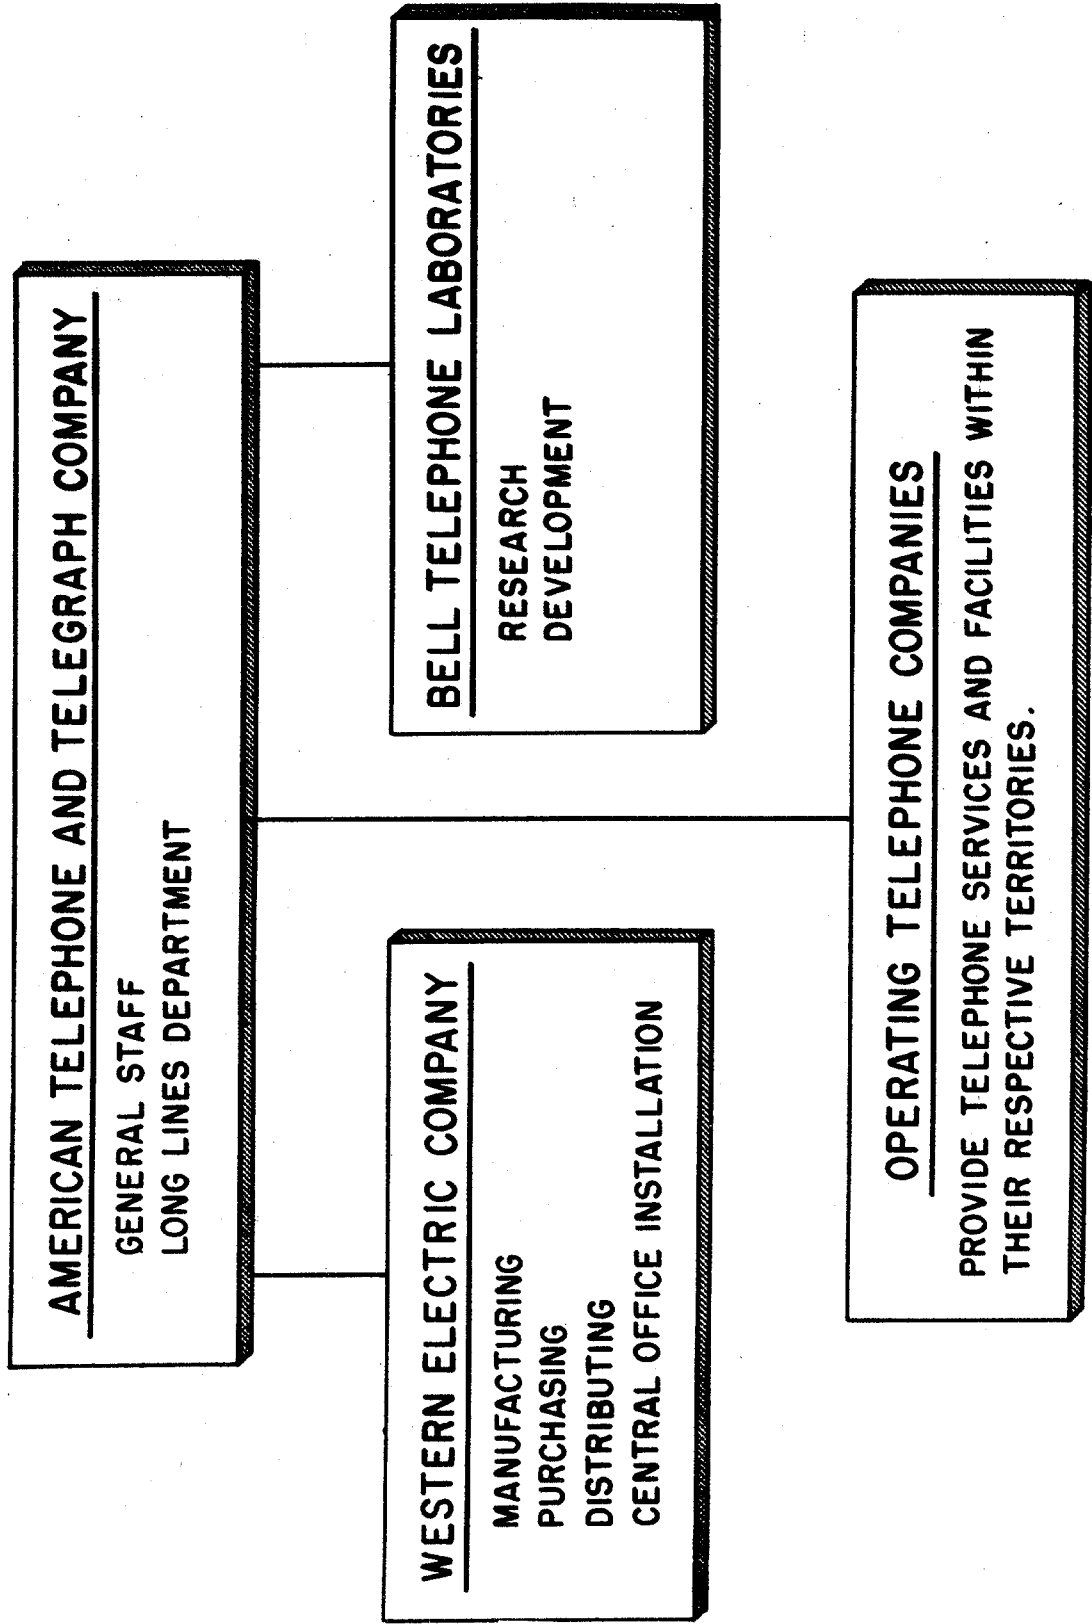 AMERICAN TELEPHONE AND TELEGRAPH COMPANY
GENERAL STAFF
LONG LINES DEPARTMENT
WESTERN ELECTRIC COMPANY
MANUFACTURING
PURCHASING
DISTRIBUTING
CENTRAL OFFICE INSTALLATION
BELL TELEPHONE LABORATORIES
RESEARCH
DEVELOPMENT
OPERATING TELEPHONE COMPANIES
PROVIDE TELEPHONE SERVICES AND FACILITIES WITHIN
THEIR RESPECTIVE TERRITORIES.